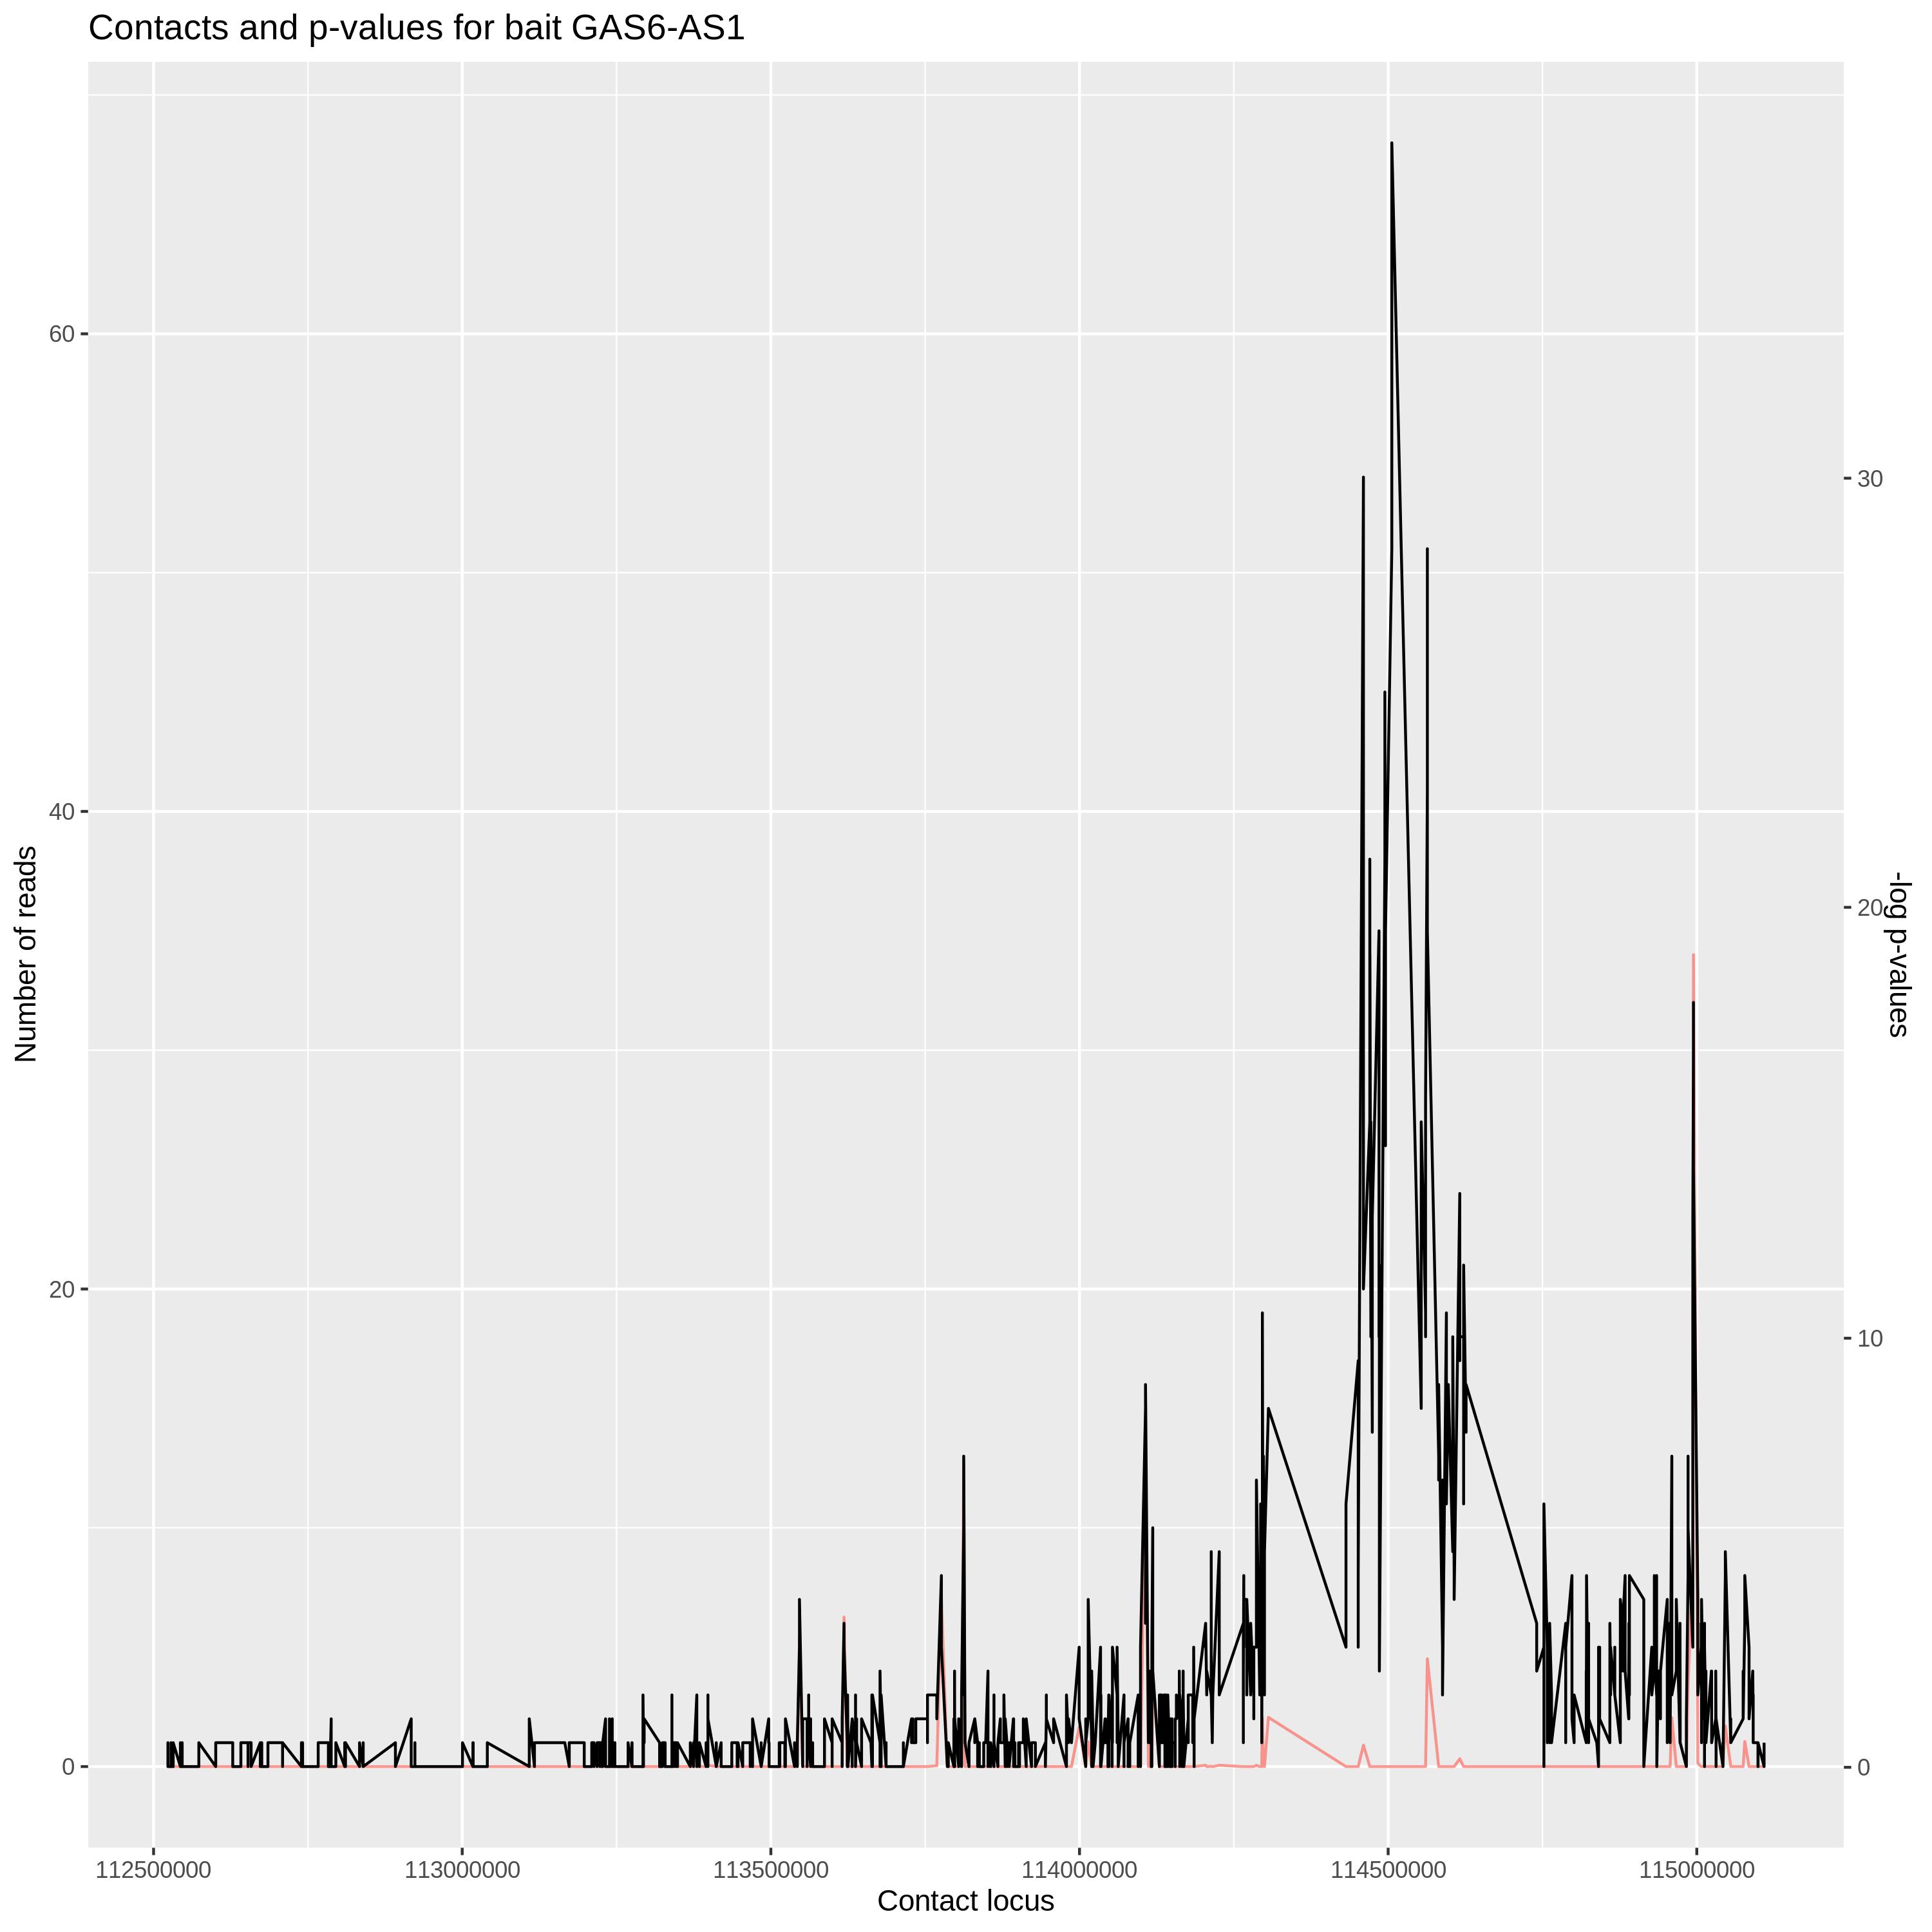 Contacts and p-values for bait GAS6-AS1
Number of reads
60
40
20
0
30
20
10
0
-log p-values
112500000 113000000 113500000 114000000 114500000 115000000
Contact locus